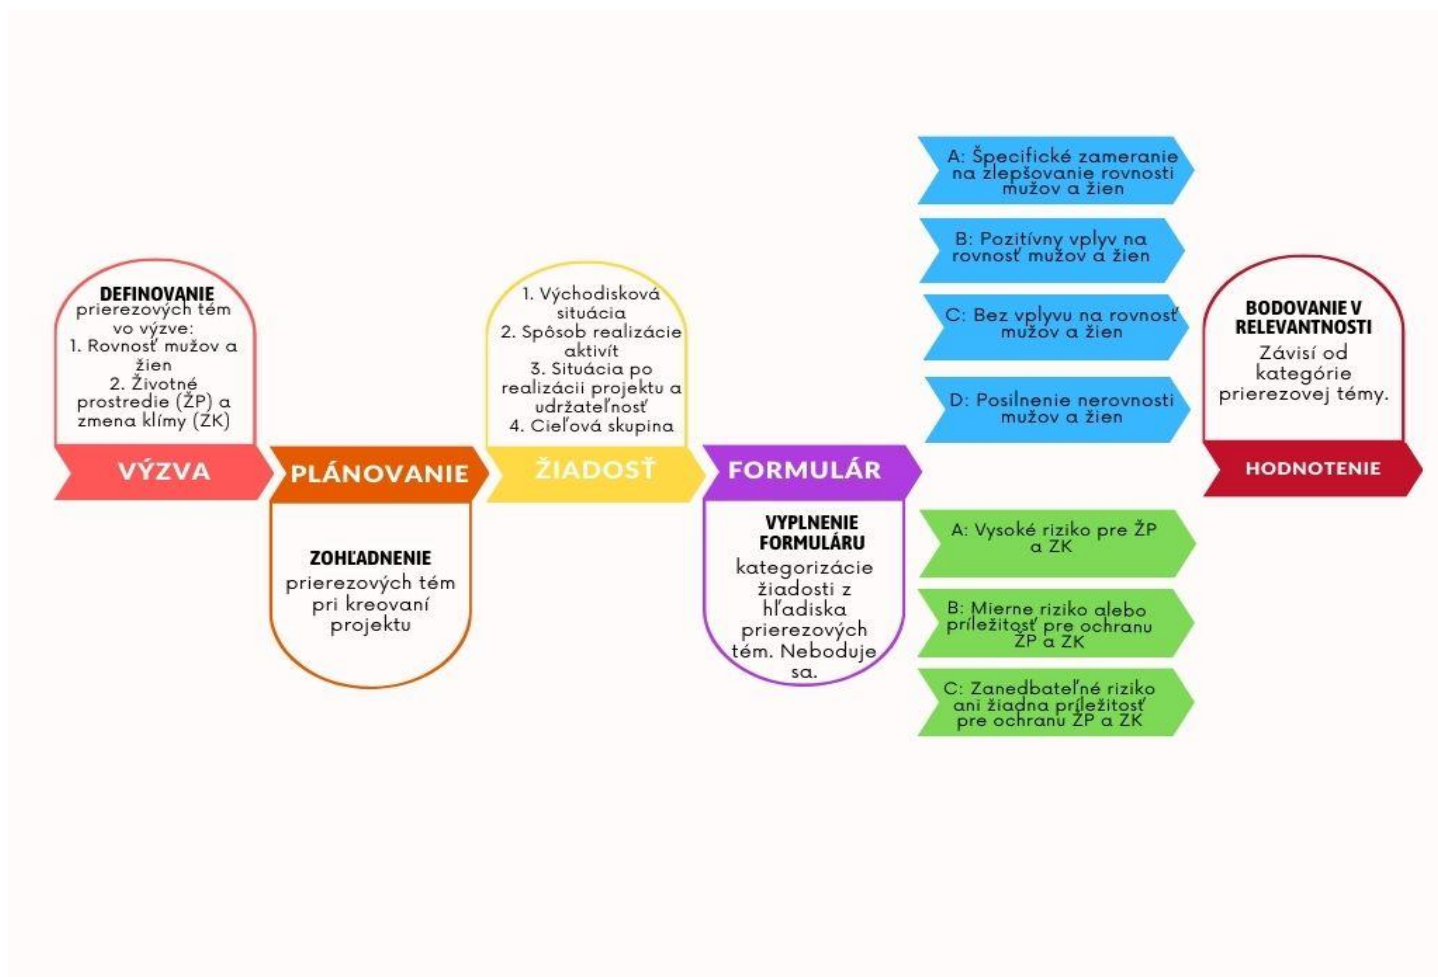 DEFINOVANIE
prierezových tém
vo výzve:
1. Rovnosť mužov a
žien
2. Životné
prostredie (ŽP) a
zmena klímy (ZK)
VÝZVA
PLÁNOVANIE
ZOHĽADNENIE
prierezových tém
pri kreovaní
projektu
1. Východisková
situácia
2. Spôsob realizácie
aktivít
3. Situácia po
realizácii projektu a
udržateľnosť
4. Cieľová skupina
ŽIADOSŤ
FORMULÁR
VYPLNENIE
FORMULÁRU
kategorizácie
žiadosti z
hľadiska
prierezových
tém. Neboduje
sa.
A: Špecifické zameranie
na zlepšovanie rovnosti
mužov a žien
B: Pozitívny vplyv na
rovnosť mužov a žien
C: Bez vplyvu na rovnosť
mužov a žien
D: Posilnenie nerovnosti
mužov a žien
A: Vysoké riziko pre ŽP
a ZK
B: Mierne riziko alebo
príležitosť pre ochranu
ŽP a ZK
C: Zanedbateľné riziko
ani žiadna príležitosť
pre ochranu ŽP a ZK
BODOVANIE V
RELEVANTNOSTI
Závisí od
kategórie
prierezovej témy.
HODNOTENIE